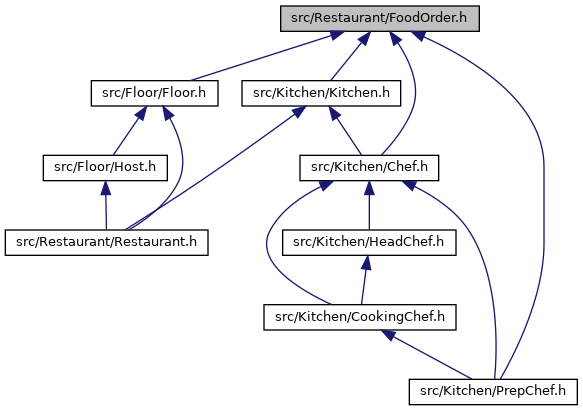 src/Restaurant/FoodOrder.h
src/Floor/Floor.h
src/Kitchen/Kitchen.h
src/Floor/Host.h
src/Kitchen/Chef.h
src/Restaurant/Restaurant.h
src/Kitchen/HeadChef.h
src/Kitchen/CookingChef.h
src/Kitchen/PrepChef.h